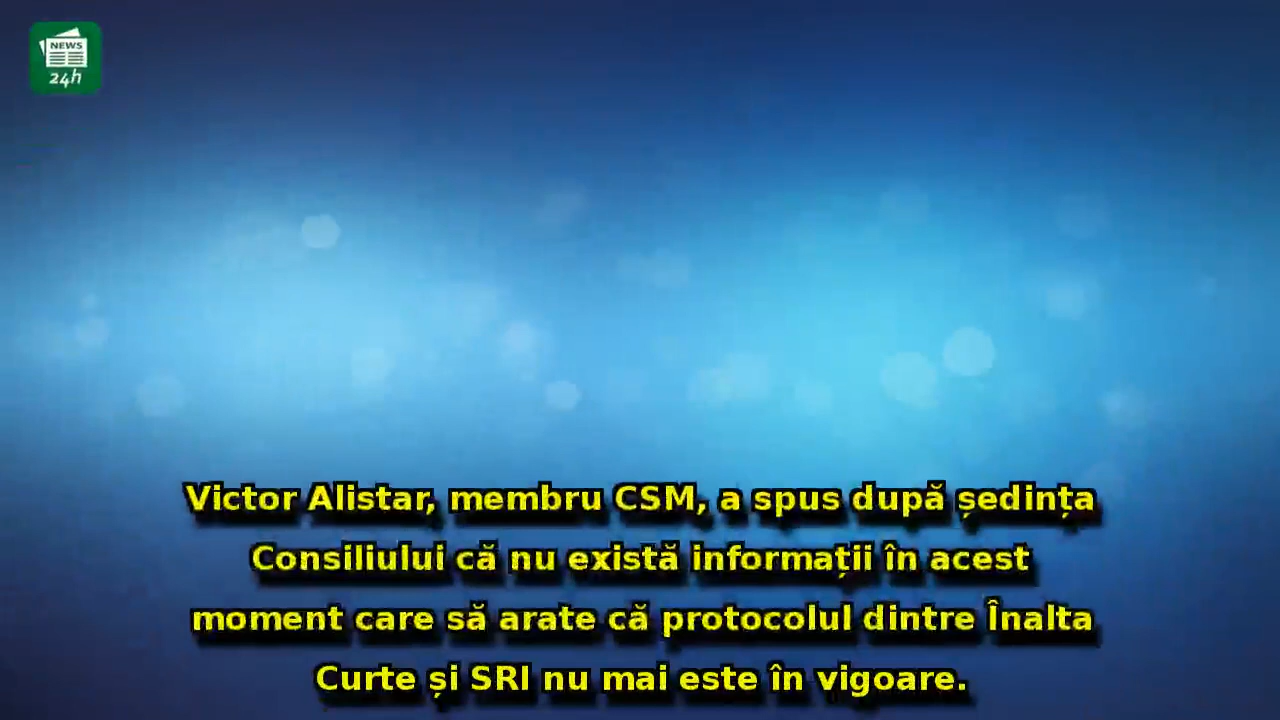 NEWS
24h
Victor Alistar, membru CSM, a spus după ședința
Consiliului că nu există informații în acest
moment care să arate că protocolul dintre Înalta
Curte și SRI nu mai este în vigoare.